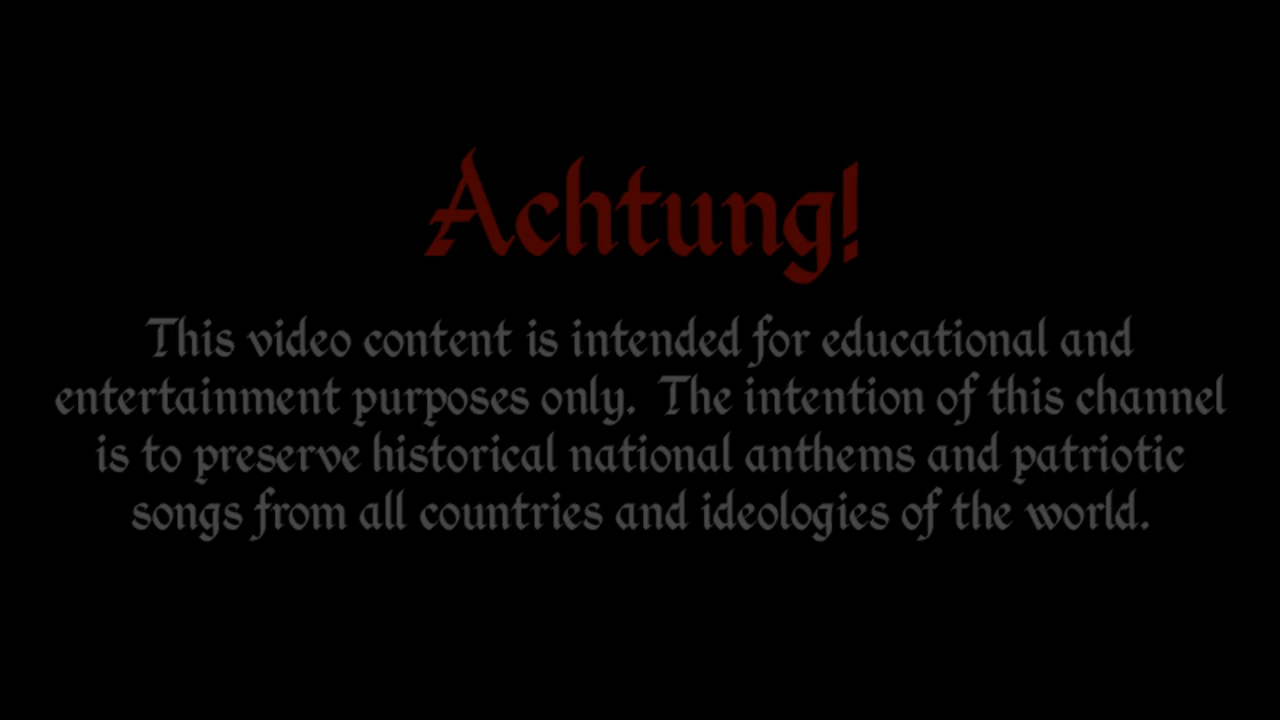 Achtung!
This video content is intended for educational and
entertainment purposes only. The intention of this channel
is to preserve historical national anthems and patriotic
songs from all countries and ideologies of the world.